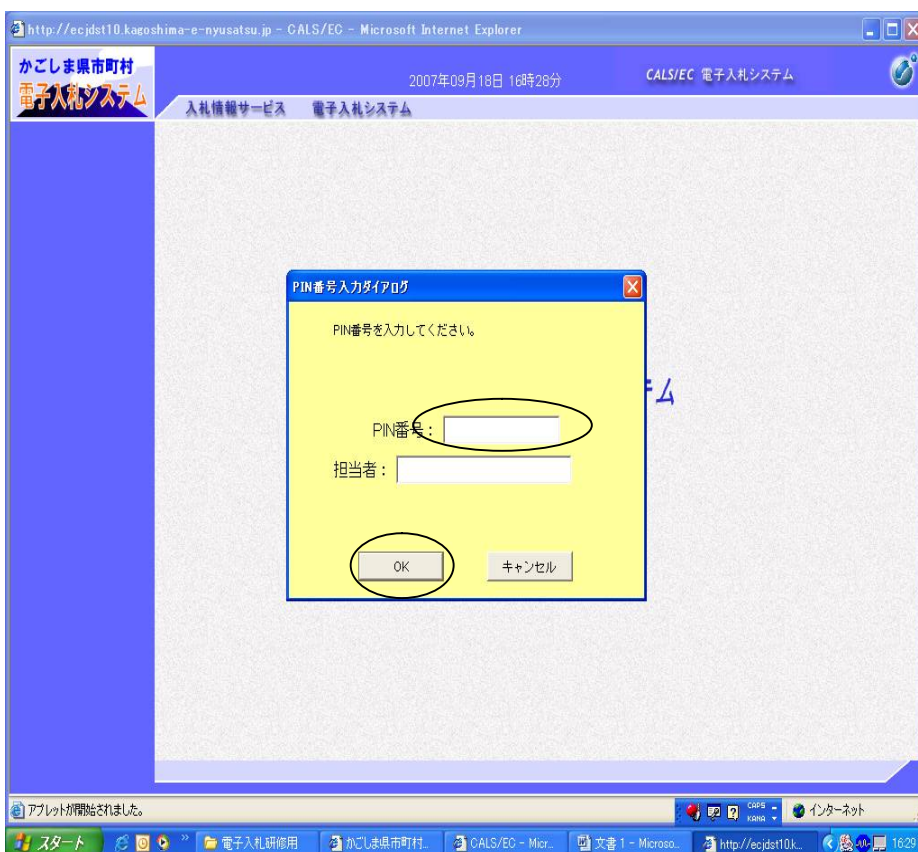 http://ecjdst10.kagoshima-e-nyusatsu.jp - CALS/EC - Microsoft Internet Explorer
かごしま県市町村
電子入札システム
2007年09月18日 16時28分
CALS/EC 電子入札システム
入札情報サービス
電子入札システム
テム
PIN番号入力ダイアログ
PIN番号を入力してください。
PIN番号：
担当者：
OK
キャンセル
アプレットが開始されました。
CAPS
KANA
インターネット
スタート
電子入札研修用
かごしま県市町村...
CALS/EC - Micr...
文書 1 - Microso...
http://ecjdst10.k...
16:29